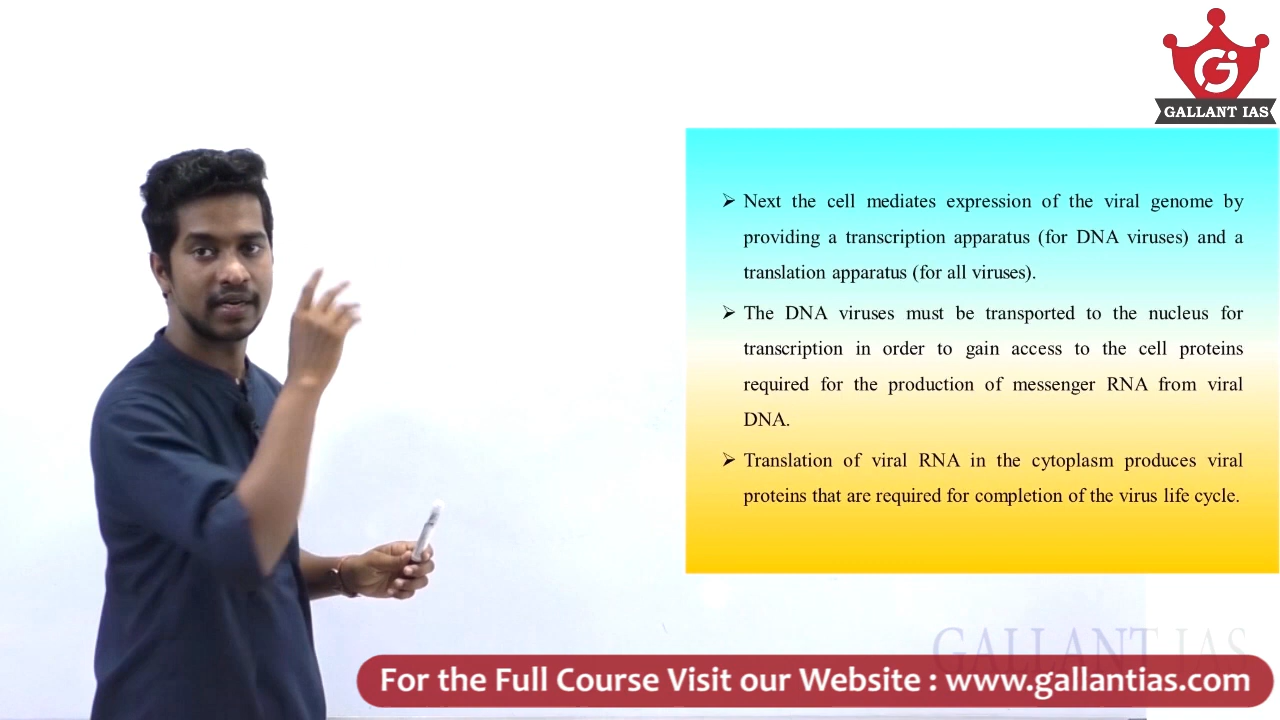 GALLANT IAS
➢ Next the cell mediates expression of the viral genome by
providing a transcription apparatus (for DNA viruses) and a
translation apparatus (for all viruses).
➢ The DNA viruses must be transported to the nucleus for
transcription in order to gain access to the cell proteins
required for the production of messenger RNA from viral
DNA.
➢ Translation of viral RNA in the cytoplasm produces viral
proteins that are required for completion of the virus life cycle.
GALLANT IAS
For the Full Course Visit our Website : www.gallantias.com